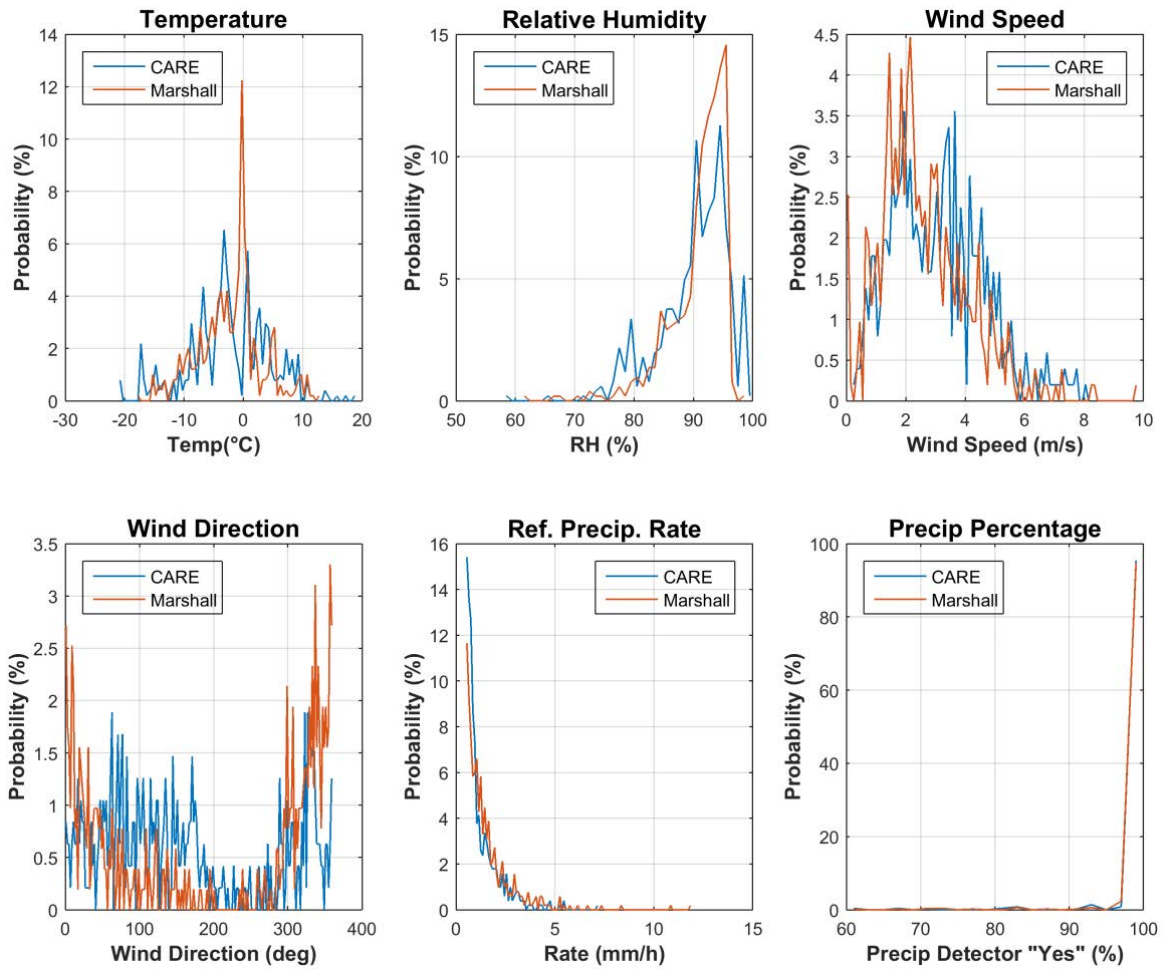 Temperature
14
12
10
8
6
4
2
0
Probability (%)
CARE
Marshall
-30 -20 -10 0 10 20
Temp(°C)
Relative Humidity
15
10
5
0
Probability (%)
CARE
Marshall
50 60 70 80 90 100
RH (%)
Wind Speed
4.5
4
3.5
3
2.5
2
1.5
1
0.5
0
Probability (%)
CARE
Marshall
0 2 4 6 8 10
Wind Speed (m/s)
Wind Direction
3.5
3
2.5
2
1.5
1
0.5
0
Probability (%)
CARE
Marshall
0 100 200 300 400
Wind Direction (deg)
Ref. Precip. Rate
16
14
12
10
8
6
4
2
0
Probability (%)
CARE
Marshall
0 5 10 15
Rate (mm/h)
Precip Percentage
100
80
60
40
20
0
Probability (%)
CARE
Marshall
60 70 80 90 100
Precip Detector "Yes" (%)